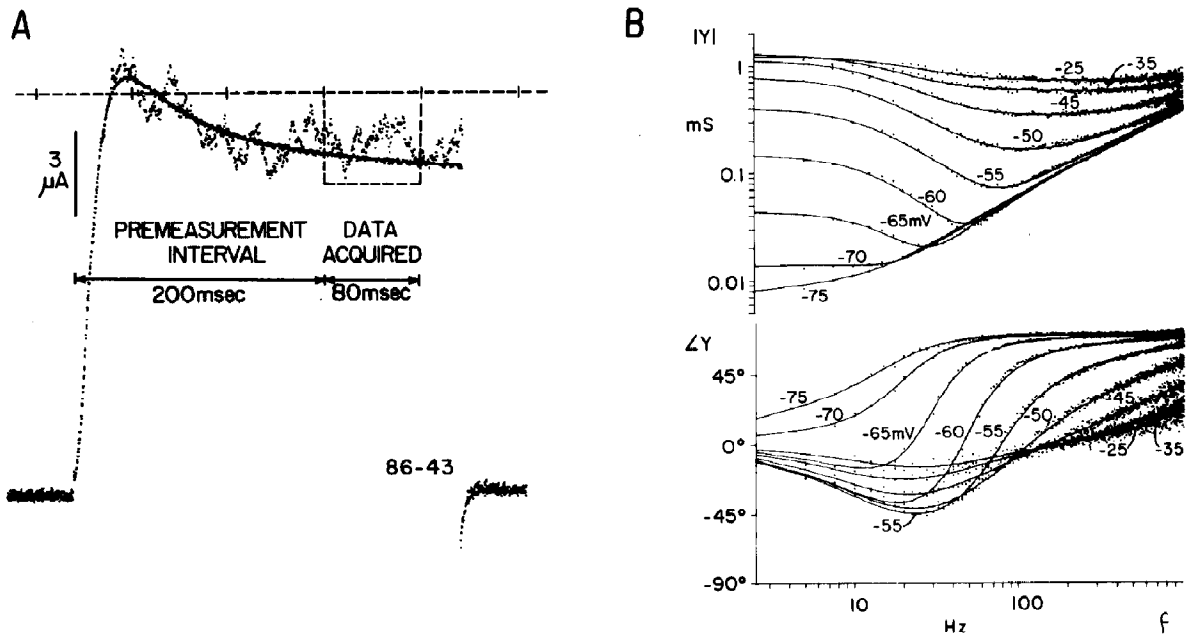 A
3
μA
PREMEASUREMENT
INTERVAL
DATA
ACQUIRED
200msec
80msec
86-43
B
|Y|
1
mS
0.1
0.01
-25
-35
-45
-50
-55
-60
-65mV
-70
-75
∠Y
45°
0°
-45°
-90°
-75
-70
-65mV
-60
-55
-50
-45
-25
-35
-55
10
100
Hz
f